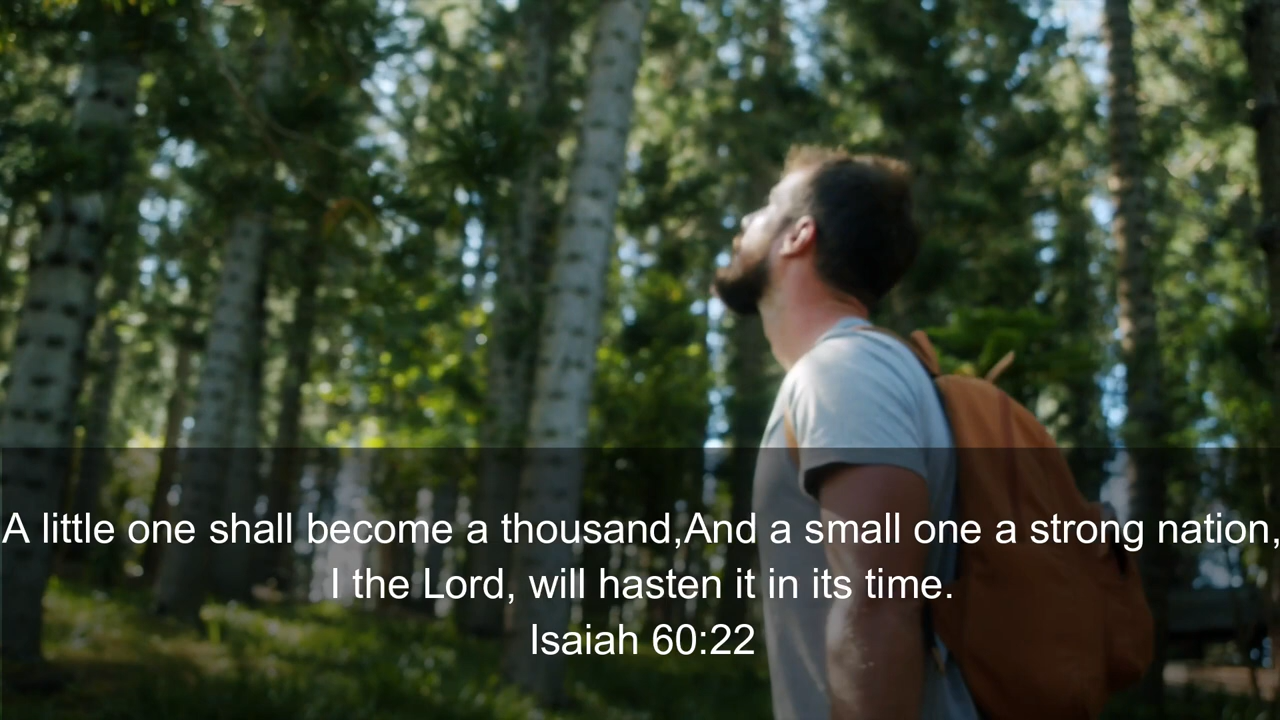 A little one shall become a thousand,And a small one a strong nation,
I the Lord, will hasten it in its time.
Isaiah 60:22